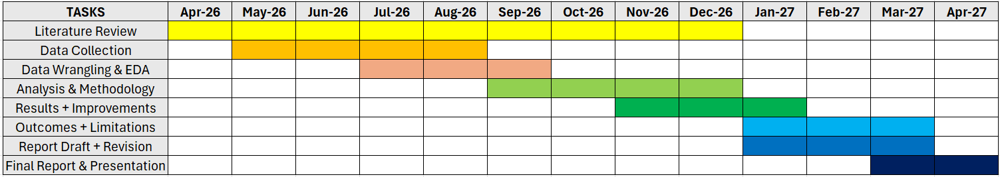 TASKS Apr-26 May-26 Jun-26 Jul-26 Aug-26 Sep-26 Oct-26 Nov-26 Dec-26 Jan-27 Feb-27 Mar-27 Apr-27
Literature Review
Data Collection
Data Wrangling & EDA
Analysis & Methodology
Results + Improvements
Outcomes + Limitations
Report Draft + Revision
Final Report & Presentation